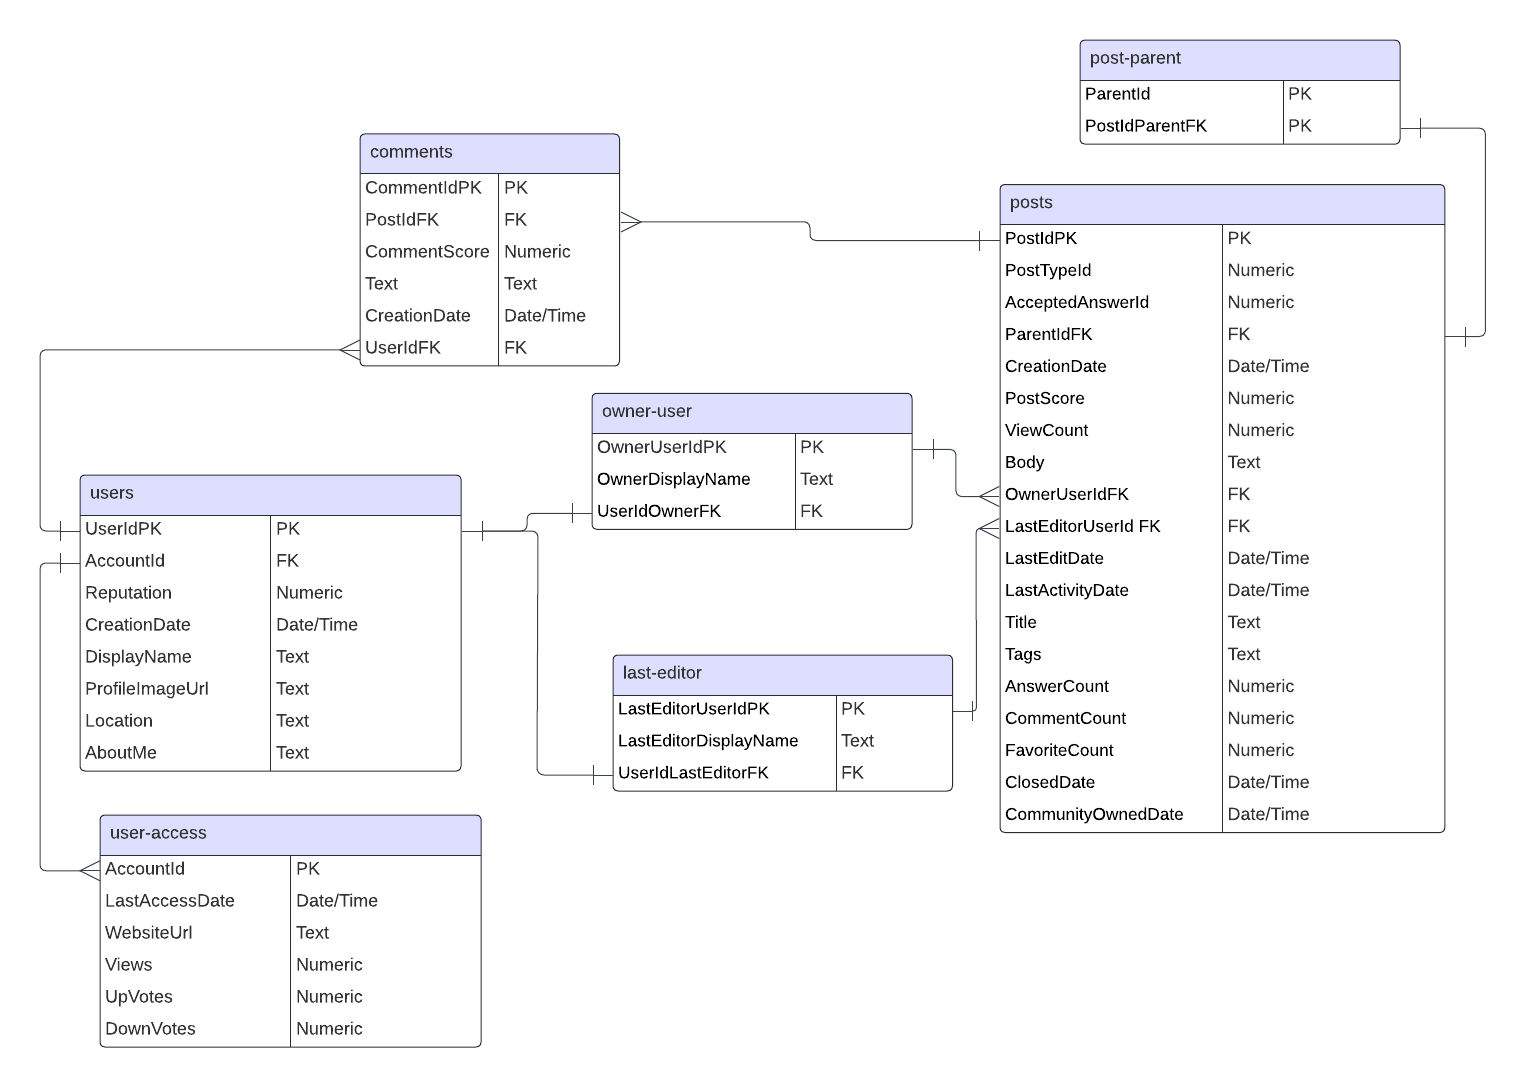 post-parent
ParentId PK
PostIdParentFK PK
comments
CommentIdPK PK
PostIdFK FK
CommentScore Numeric
Text Text
CreationDate Date/Time
UserIdFK FK
posts
PostIdPK PK
PostTypeId Numeric
AcceptedAnswerId Numeric
ParentIdFK FK
CreationDate Date/Time
PostScore Numeric
ViewCount Numeric
Body Text
OwnerUserIdFK FK
LastEditorUserId FK FK
LastEditDate Date/Time
LastActivityDate Date/Time
Title Text
Tags Text
AnswerCount Numeric
CommentCount Numeric
FavoriteCount Numeric
ClosedDate Date/Time
CommunityOwnedDate Date/Time
owner-user
OwnerUserIdPK PK
OwnerDisplayName Text
UserIdOwnerFK FK
users
UserIdPK PK
AccountId FK
Reputation Numeric
CreationDate Date/Time
DisplayName Text
ProfileImageUrl Text
Location Text
AboutMe Text
last-editor
LastEditorUserIdPK PK
LastEditorDisplayName Text
UserIdLastEditorFK FK
user-access
AccountId PK
LastAccessDate Date/Time
WebsiteUrl Text
Views Numeric
UpVotes Numeric
DownVotes Numeric